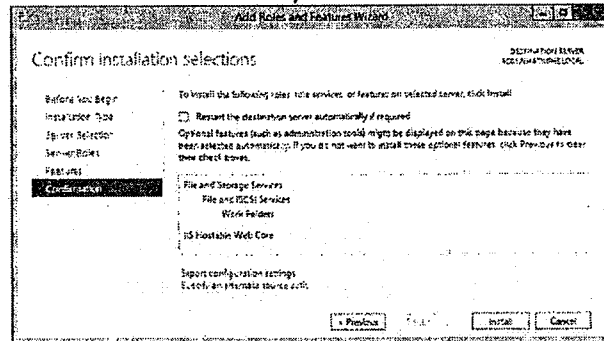 Add Roles and Features Wizard
Confirm installation selections
DESTINATION SERVER
Before You Begin
Installation Type
Server Selection
Server Roles
Features
Confirmation
To install the following roles, role services, or features on selected server, click Install.
Restart the destination server automatically if required
Optional features (such as administration tools) might be displayed on this page because they have
been selected automatically. If you do not want to install these optional features, click Previous to clear
their check boxes.
File and Storage Services
File and iSCSI Services
Work Folders
IIS Hostable Web Core
Export configuration settings
Specify an alternate source path
< Previous
Install
Cancel